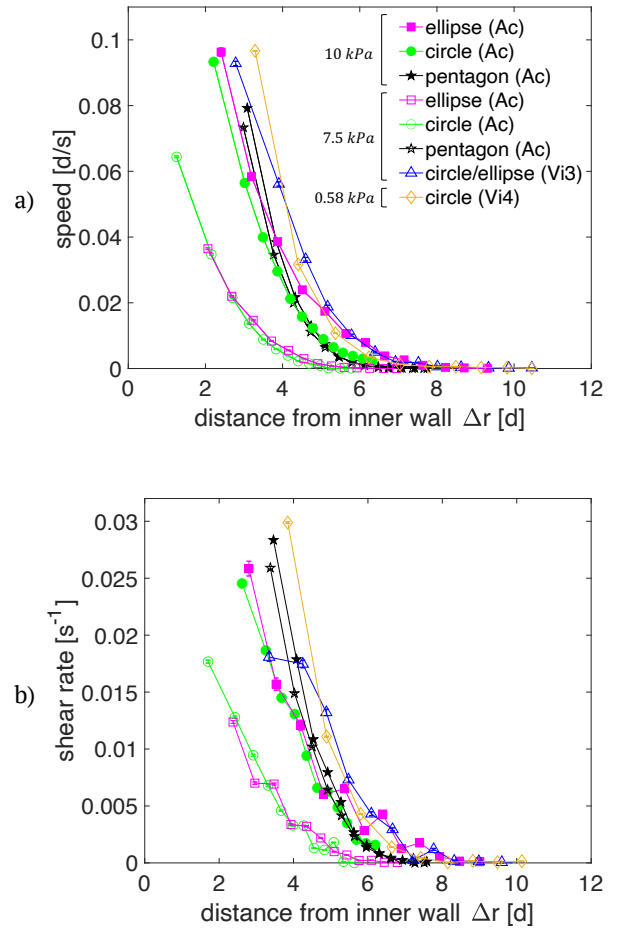 a)
speed [d/s]
0.1
0.08
0.06
0.04
0.02
0
0 2 4 6 8 10 12
distance from inner wall Δr [d]
10 kPa
ellipse (Ac)
circle (Ac)
pentagon (Ac)
7.5 kPa
ellipse (Ac)
circle (Ac)
pentagon (Ac)
circle/ellipse (Vi3)
0.58 kPa
circle (Vi4)
b)
shear rate [s⁻¹]
0.03
0.025
0.02
0.015
0.01
0.005
0
0 2 4 6 8 10 12
distance from inner wall Δr [d]